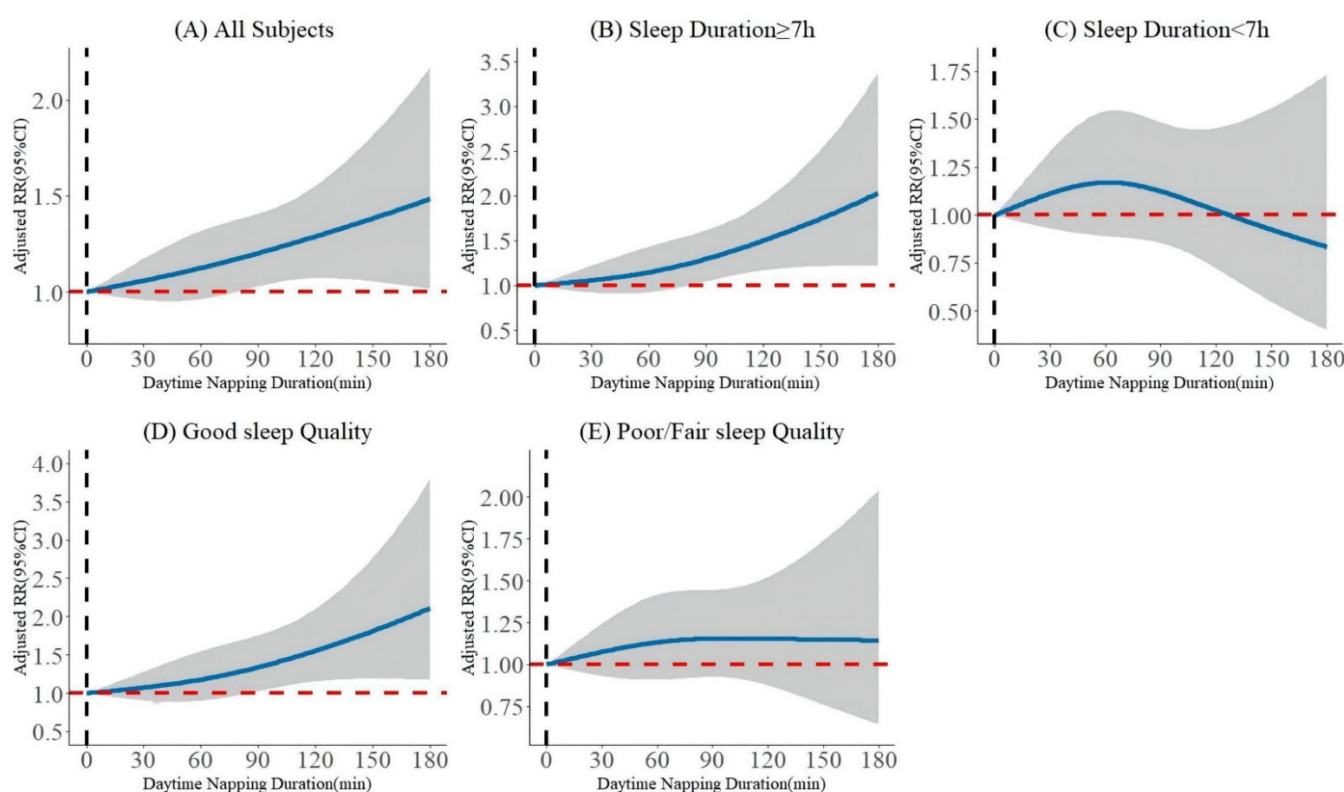 (A) All Subjects
Adjusted RR(95%CI)
2.0
1.5
1.0
0 30 60 90 120 150 180
Daytime Napping Duration(min)
(B) Sleep Duration≥7h
Adjusted RR(95%CI)
3.5
3.0
2.5
2.0
1.5
1.0
0.5
0 30 60 90 120 150 180
Daytime Napping Duration(min)
(C) Sleep Duration<7h
Adjusted RR(95%CI)
1.75
1.50
1.25
1.00
0.75
0.50
0 30 60 90 120 150 180
Daytime Napping Duration(min)
(D) Good sleep Quality
Adjusted RR(95%CI)
4.0
3.5
3.0
2.5
2.0
1.5
1.0
0.5
0 30 60 90 120 150 180
Daytime Napping Duration(min)
(E) Poor/Fair sleep Quality
Adjusted RR(95%CI)
2.00
1.75
1.50
1.25
1.00
0.75
0 30 60 90 120 150 180
Daytime Napping Duration(min)